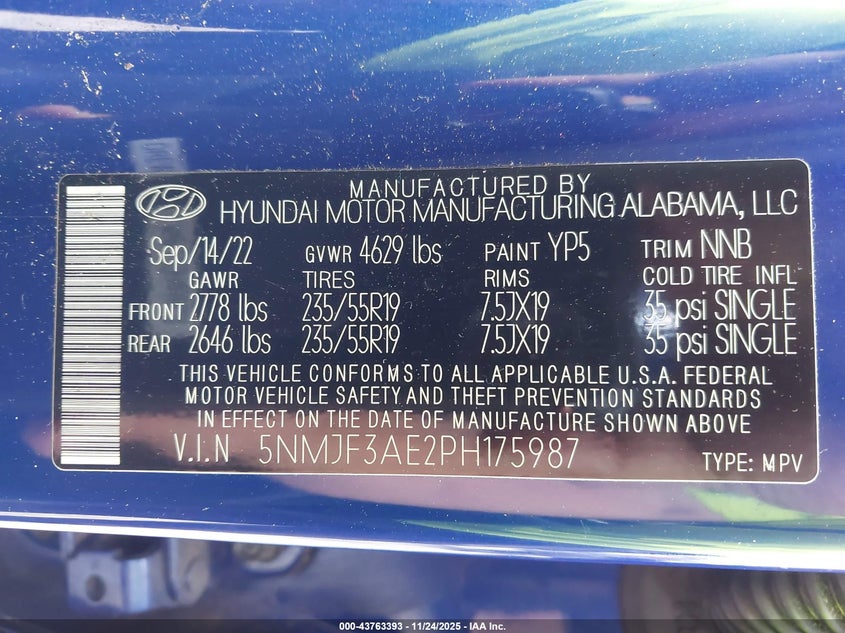 MANUFACTURED BY
HYUNDAI MOTOR MANUFACTURING ALABAMA, LLC
Sep/14/22 GVWR 4629 lbs PAINT YP5 TRIM NNB
GAWR TIRES RIMS COLD TIRE INFL
FRONT 2778 lbs 235/55R19 7.5JX19 35 psi SINGLE
REAR 2646 lbs 235/55R19 7.5JX19 35 psi SINGLE
THIS VEHICLE CONFORMS TO ALL APPLICABLE U.S.A. FEDERAL
MOTOR VEHICLE SAFETY AND THEFT PREVENTION STANDARDS
IN EFFECT ON THE DATE OF MANUFACTURE SHOWN ABOVE
V.I.N 5NMJF3AE2PH175987 TYPE: MPV
000-43763393 - 11/24/2025 - IAA Inc.